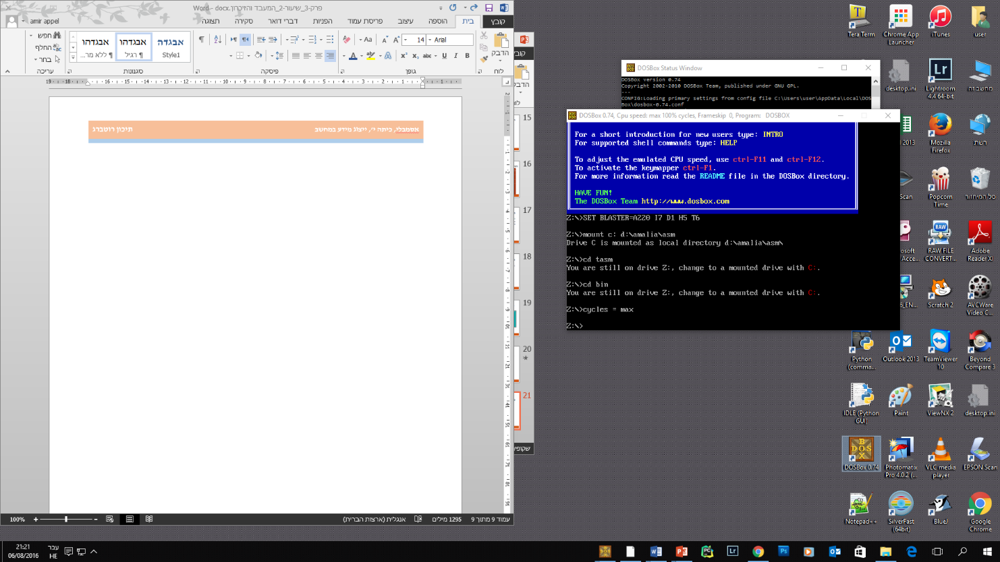 פרק-3_שיעור-2_המעבד והזיכרון.docx - Word
amir appel
קובץ
בית
הוספה
עיצוב
פריסת עמוד
הפניות
דברי דואר
סקירה
תצוגה
הדבק
לוח
Arial
14
Aa
גופן
פיסקה
אבגדה
Style1
אבגדהו
¶ רגיל
אבגדהו
¶ ללא מר...
סגנונות
חפש
החלף
בחר
עריכה
אסמבלי, כיתה י', ייצוג מידע במחשב
תיכון רוטברג
עמוד 9 מתוך 9
1295 מילים
אנגלית (ארצות הברית)
100%
קובץ
הדבק
15
16
17
18
19
20
21
DOSBox Status Window
DOSBox version 0.74
Copyright 2002-2010 DOSBox Team, published under GNU GPL.
---
CONFIG:Loading primary settings from config file C:\Users\user\AppData\Local\DOS
Box\dosbox-0.74.conf
DOSBox 0.74, Cpu speed: max 100% cycles, Frameskip 0, Program: DOSBOX
For a short introduction for new users type: INTRO
For supported shell commands type: HELP
To adjust the emulated CPU speed, use ctrl-F11 and ctrl-F12.
To activate the keymapper ctrl-F1.
For more information read the README file in the DOSBox directory.
HAVE FUN!
The DOSBox Team http://www.dosbox.com
Z:\>SET BLASTER=A220 I7 D1 H5 T6
Z:\>mount c: d:\amalia\asm
Drive C is mounted as local directory d:\amalia\asm\
Z:\>cd tasm
You are still on drive Z:, change to a mounted drive with C:.
Z:\>cd bin
You are still on drive Z:, change to a mounted drive with C:.
Z:\>cycles = max
Z:\>
Tera Term
Chrome App Launcher
iTunes
user
desktop.ini
Lightroom 4.4 64-bit
מחשב זה
2013
Mozilla Firefox
רשת
Scan
Popcorn Time
סל המיחזור
Acce...
RAW FILE CONVERT...
Adobe Reader XI
Scratch 2
AVCWare Video C...
Python (comma...
Outlook 2013
TeamViewer 10
Beyond Compare 3
IDLE (Python GUI)
Paint
ViewNX 2
desktop.ini
DOSBox 0.74
Photomatix Pro 4.0.2 (...
VLC media player
EPSON Scan
Notepad++
SilverFast (64bit)
BlueJ
Google Chrome
21:21
06/08/2016
עבר
HE